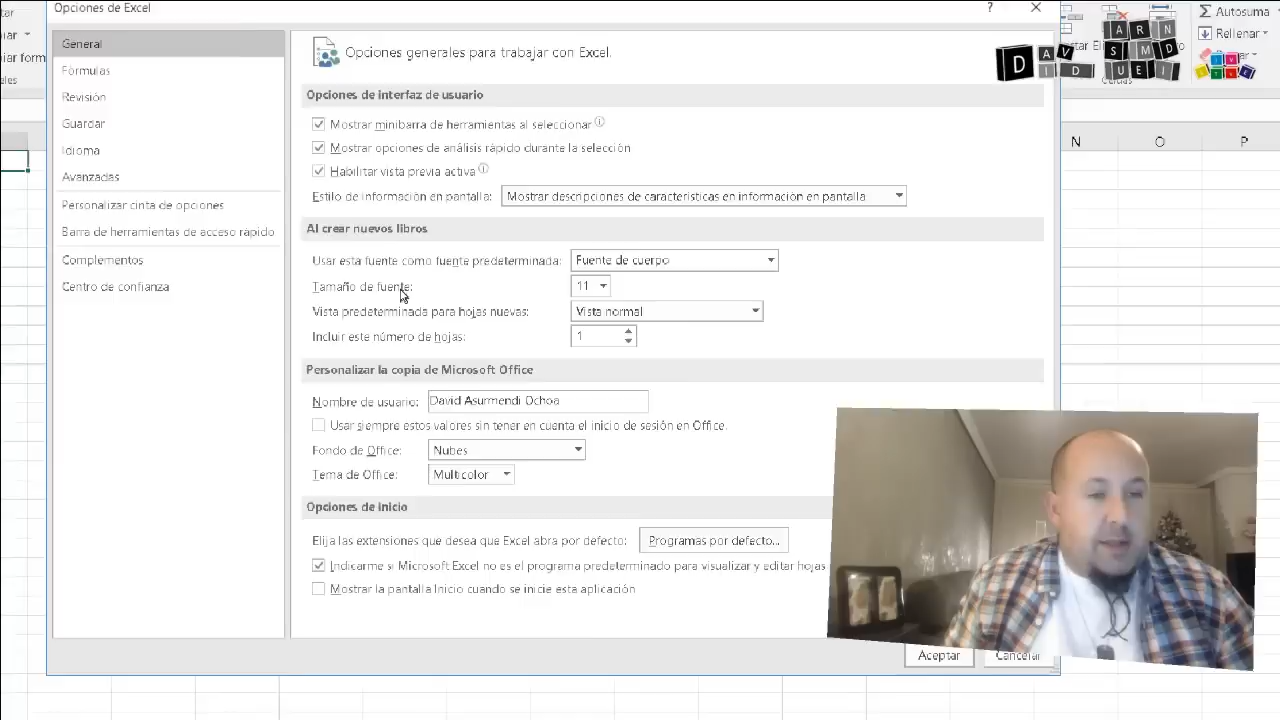 Opciones de Excel
?
Autosuma
Rellenar
General
Fórmulas
Revisión
Guardar
Idioma
Avanzadas
Personalizar cinta de opciones
Barra de herramientas de acceso rápido
Complementos
Centro de confianza
Opciones generales para trabajar con Excel.
Opciones de interfaz de usuario
Mostrar minibarra de herramientas al seleccionar
Mostrar opciones de análisis rápido durante la selección
Habilitar vista previa activa
Estilo de información en pantalla: Mostrar descripciones de características en información en pantalla
Al crear nuevos libros
Usar esta fuente como fuente predeterminada: Fuente de cuerpo
Tamaño de fuente: 11
Vista predeterminada para hojas nuevas: Vista normal
Incluir este número de hojas: 1
Personalizar la copia de Microsoft Office
Nombre de usuario: David Asurmendi Ochoa
Usar siempre estos valores sin tener en cuenta el inicio de sesión en Office.
Fondo de Office: Nubes
Tema de Office: Multicolor
Opciones de inicio
Elija las extensiones que desea que Excel abra por defecto: Programas por defecto...
Indicarme si Microsoft Excel no es el programa predeterminado para visualizar y editar hojas
Mostrar la pantalla Inicio cuando se inicie esta aplicación
Aceptar
Cancelar
N O P